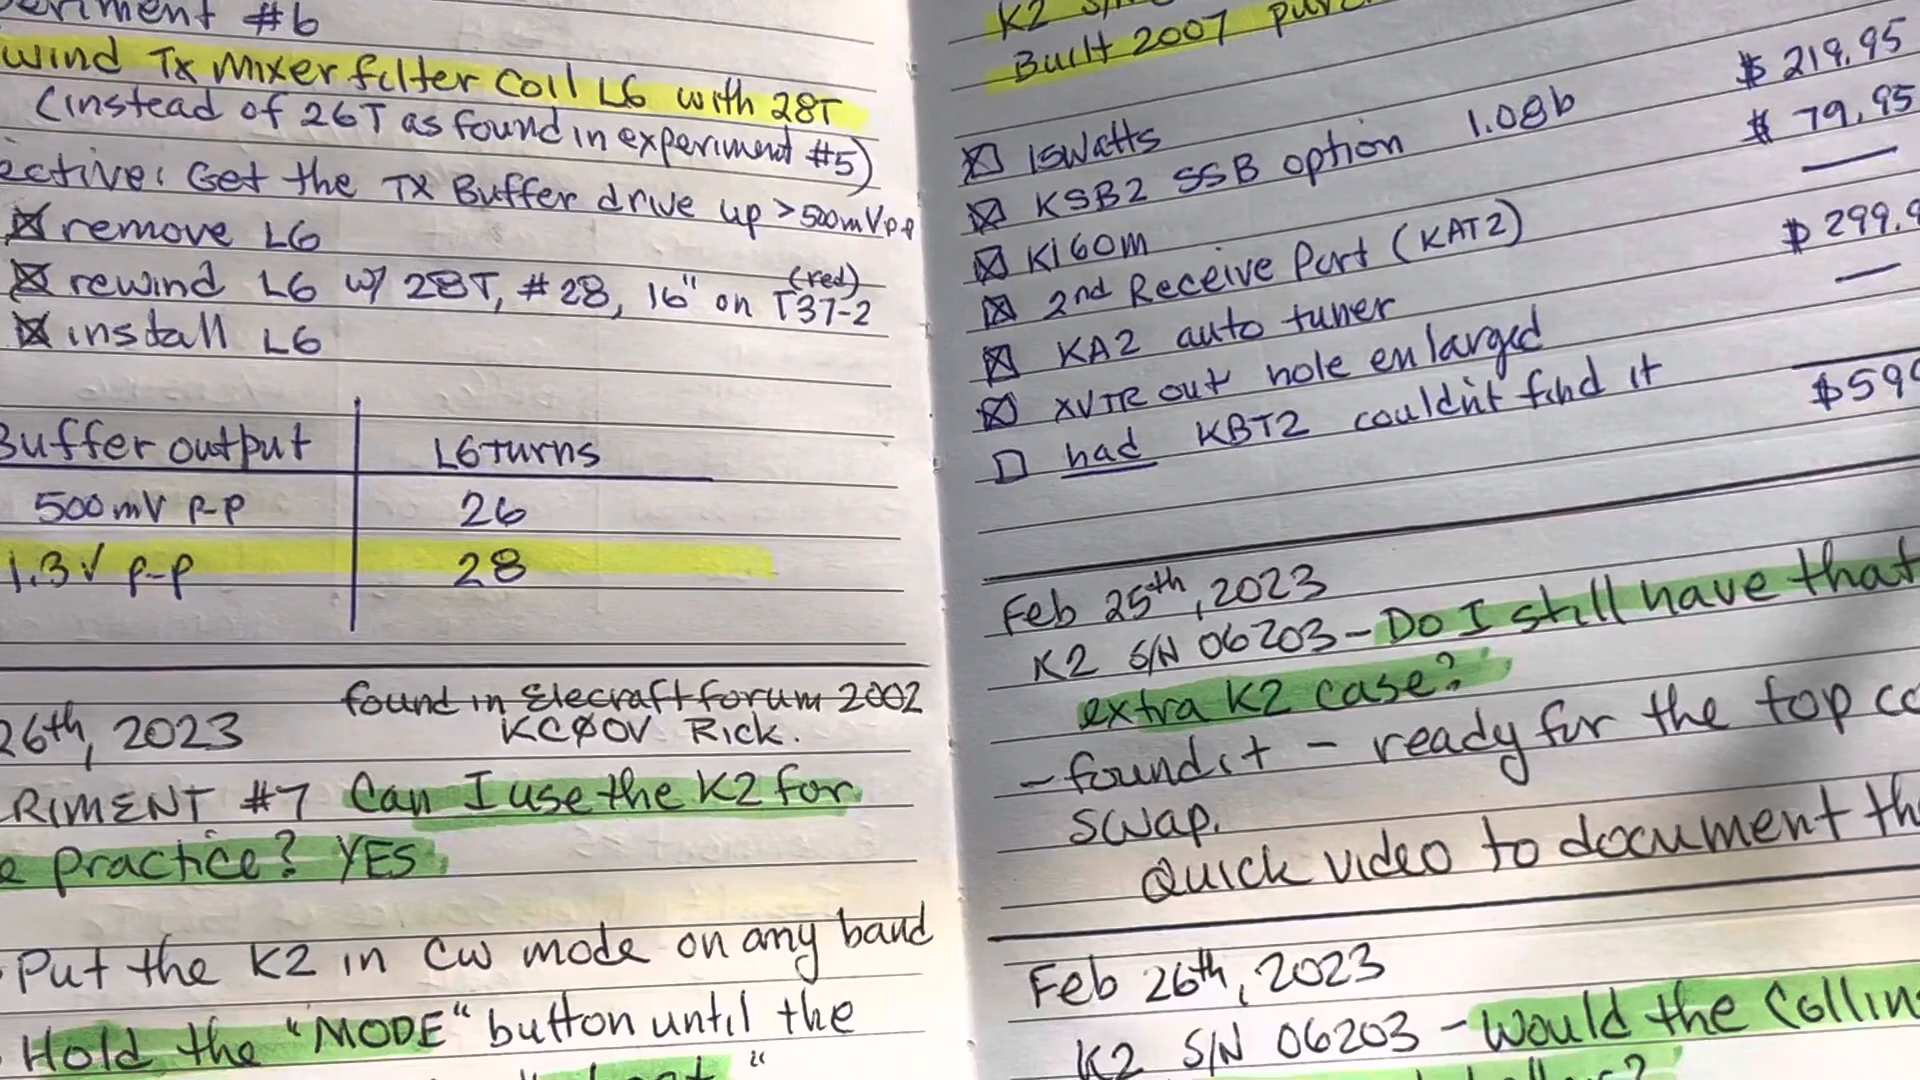 eriment #6
wind Tx Mixer filter Coil L6 with 28T
(instead of 26T as found in experiment #5)
ective: Get the TX Buffer drive up >500mVp-p
remove L6
rewind L6 w/ 28T, #28, 16" on T37-2 (red)
install L6
Buffer output L6 turns
500mV p-p 26
1.3V p-p 28
found in Elecraft forum 2002
26th, 2023 KCØOV Rick.
RIMENT #7 Can I use the K2 for
practice? YES
Put the K2 in CW mode on any band
Hold the "MODE" button until the
K2 S/N
Built 2007
15Watts $219.95
KSB2 SSB option 1.08b $79.95
K160m
2nd Receive Port (KAT2) $299.9
KA2 auto tuner
XVTR out hole enlarged
had KBT2 couldn't find it $59
Feb 25th, 2023
K2 S/N 06203 - Do I still have that
extra K2 case?
- found it - ready for the top co
swap.
Quick video to document th
Feb 26th, 2023
K2 S/N 06203 - Would the Collin